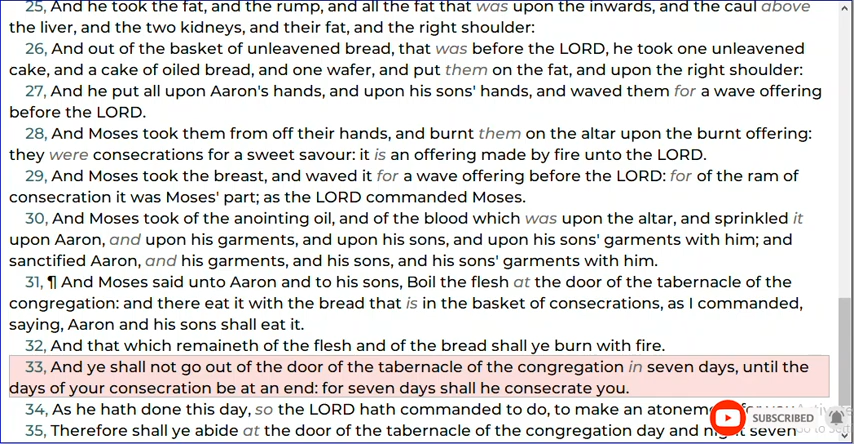 25, And he took the fat, and the rump, and all the fat that was upon the inwards, and the caul above
the liver, and the two kidneys, and their fat, and the right shoulder:
26, And out of the basket of unleavened bread, that was before the LORD, he took one unleavened
cake, and a cake of oiled bread, and one wafer, and put them on the fat, and upon the right shoulder:
27, And he put all upon Aaron's hands, and upon his sons' hands, and waved them for a wave offering
before the LORD.
28, And Moses took them from off their hands, and burnt them on the altar upon the burnt offering:
they were consecrations for a sweet savour: it is an offering made by fire unto the LORD.
29, And Moses took the breast, and waved it for a wave offering before the LORD: for of the ram of
consecration it was Moses' part; as the LORD commanded Moses.
30, And Moses took of the anointing oil, and of the blood which was upon the altar, and sprinkled it
upon Aaron, and upon his garments, and upon his sons, and upon his sons' garments with him; and
sanctified Aaron, and his garments, and his sons, and his sons' garments with him.
31, ¶ And Moses said unto Aaron and to his sons, Boil the flesh at the door of the tabernacle of the
congregation: and there eat it with the bread that is in the basket of consecrations, as I commanded,
saying, Aaron and his sons shall eat it.
32, And that which remaineth of the flesh and of the bread shall ye burn with fire.
33, And ye shall not go out of the door of the tabernacle of the congregation in seven days, until the
days of your consecration be at an end: for seven days shall he consecrate you.
34, As he hath done this day, so the LORD hath commanded to do, to make an for you
35, Therefore shall ye abide at the door of the tabernacle of the congregation day and night seven
SUBSCRIBED